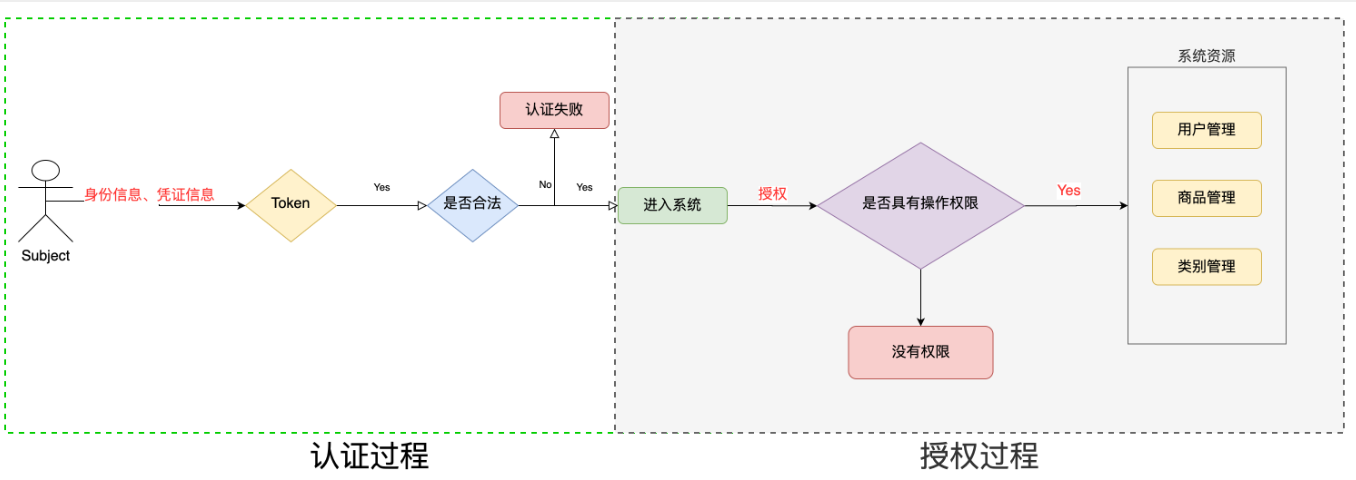 系统资源
认证失败
用户管理
身份信息、凭证信息
Token
Yes
是否合法
No
Yes
进入系统
授权
是否具有操作权限
Yes
商品管理
Subject
类别管理
没有权限
认证过程
授权过程